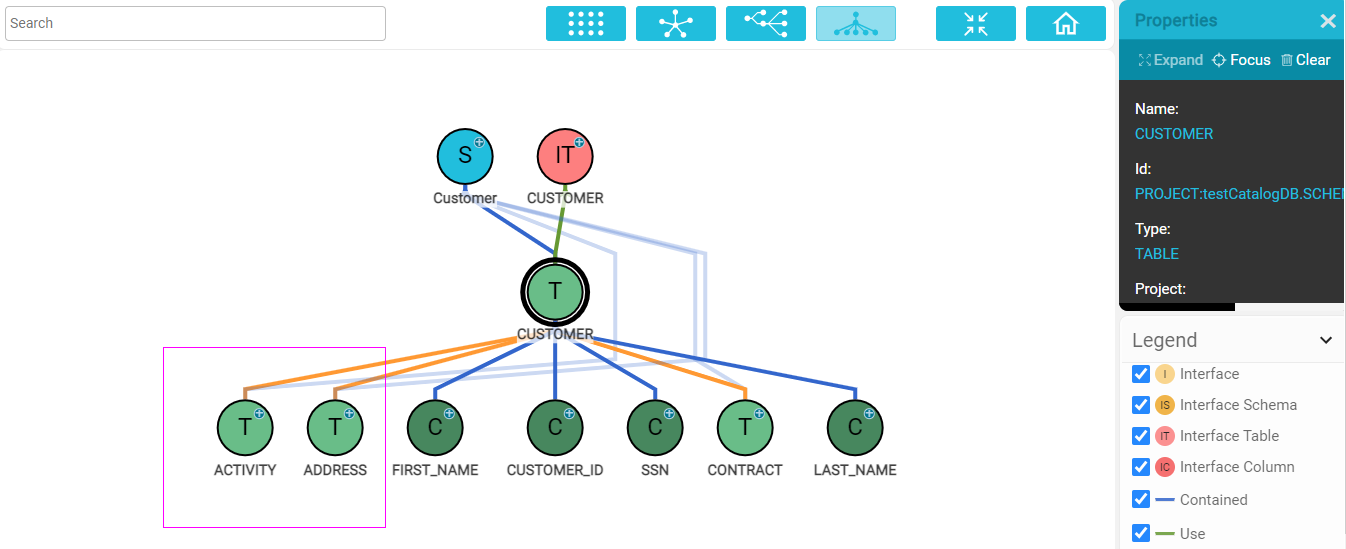 Search
Properties
Expand Focus Clear
Name:
CUSTOMER
Id:
PROJECT:testCatalogDB.SCHE
Type:
TABLE
Project:
S IT
Customer CUSTOMER
T
CUSTOMER
T T C C C T C
ACTIVITY ADDRESS FIRST_NAME CUSTOMER_ID SSN CONTRACT LAST_NAME
Legend
I Interface
IS Interface Schema
IT Interface Table
IC Interface Column
Contained
Use